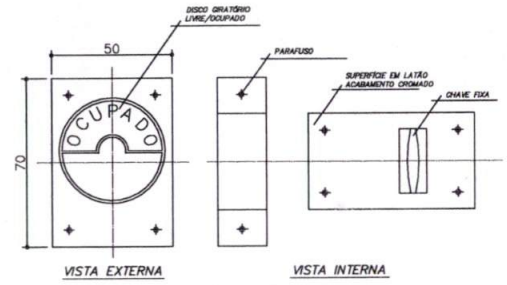 DISCO GIRATÓRIO
LIVRE/OCUPADO
50
PARAFUSO
SUPERFÍCIE EM LATÃO
ACABAMENTO CROMADO
CHAVE FIXA
OCUPADO
70
VISTA EXTERNA
VISTA INTERNA